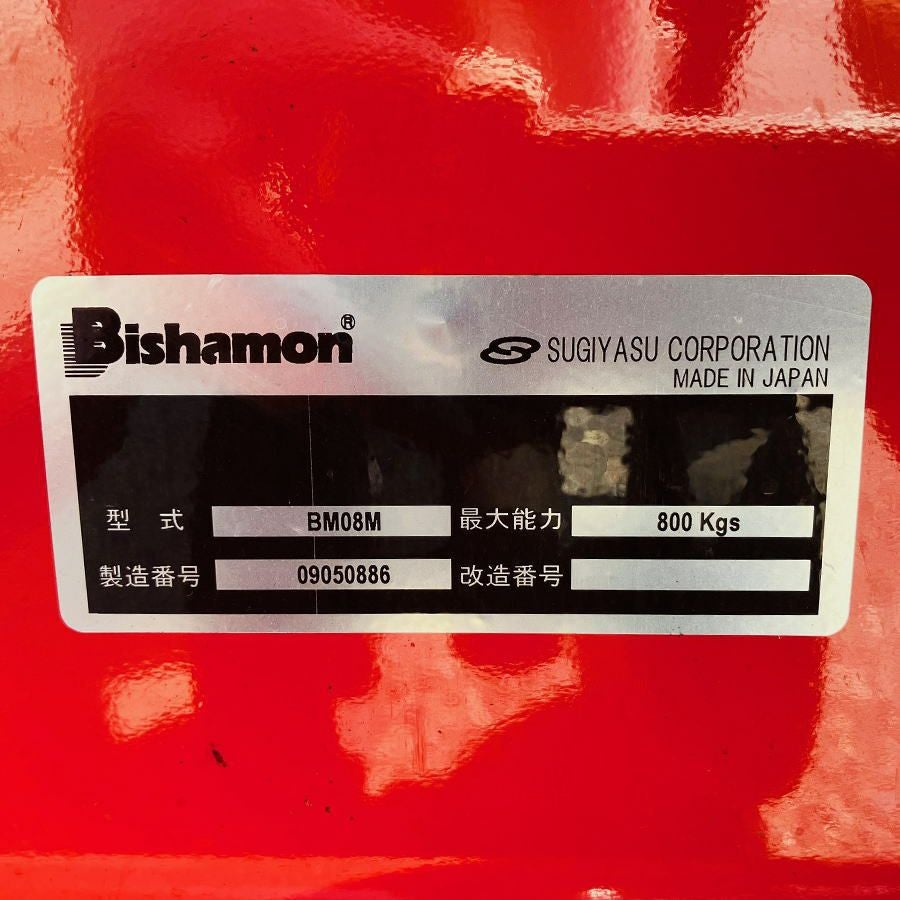 Bishamon®
SUGIYASU CORPORATION
MADE IN JAPAN
型 式 BM08M 最大能力 800 Kgs
製造番号 09050886 改造番号